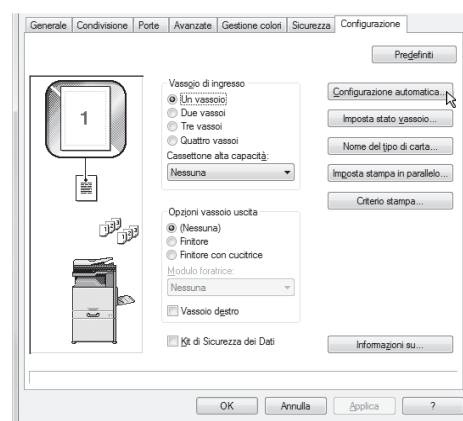 Generale Condivisione Porte Avanzate Gestione colori Sicurezza Configurazione
Predefiniti
1
123
123
Vassoio di ingresso
Un vassoio
Due vassoi
Tre vassoi
Quattro vassoi
Cassettone alta capacità:
Nessuna
Opzioni vassoio uscita
(Nessuna)
Finitore
Finitore con cucitrice
Modulo foratrice:
Nessuna
Vassoio destro
Kit di Sicurezza dei Dati
Configurazione automatica...
Imposta stato vassoio...
Nome del tipo di carta...
Imposta stampa in parallelo...
Criterio stampa...
Informazioni su...
OK Annulla Applica ?